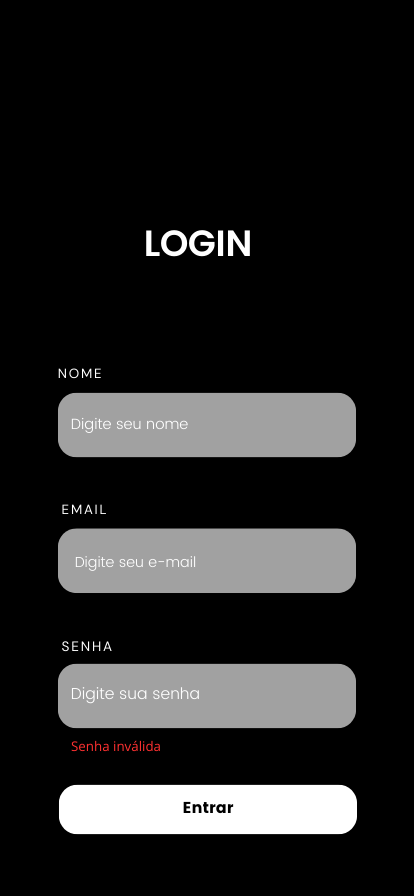 LOGIN
NOME
Digite seu nome
EMAIL
Digite seu e-mail
SENHA
Digite sua senha
Senha inválida
Entrar